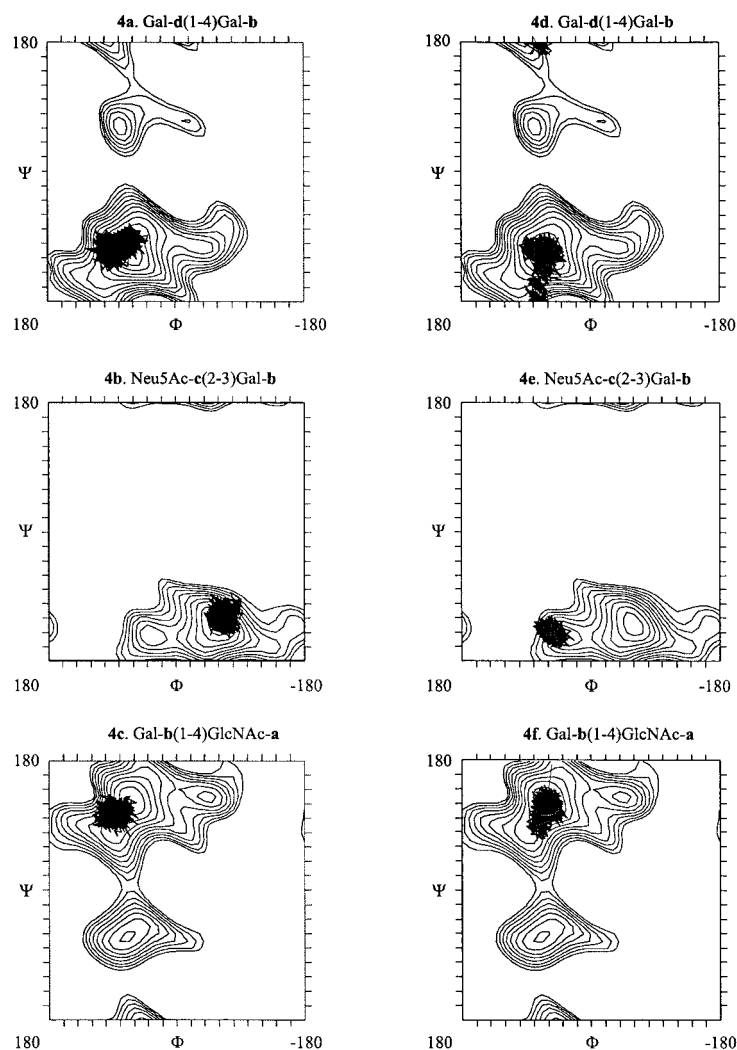 4a. Gal-d(1-4)Gal-b
180
Ψ
180
Φ
-180
4d. Gal-d(1-4)Gal-b
180
Ψ
180
Φ
-180
4b. Neu5Ac-c(2-3)Gal-b
180
Ψ
180
Φ
-180
4e. Neu5Ac-c(2-3)Gal-b
180
Ψ
180
Φ
-180
4c. Gal-b(1-4)GlcNAc-a
180
Ψ
180
Φ
-180
4f. Gal-b(1-4)GlcNAc-a
180
Ψ
180
Φ
-180